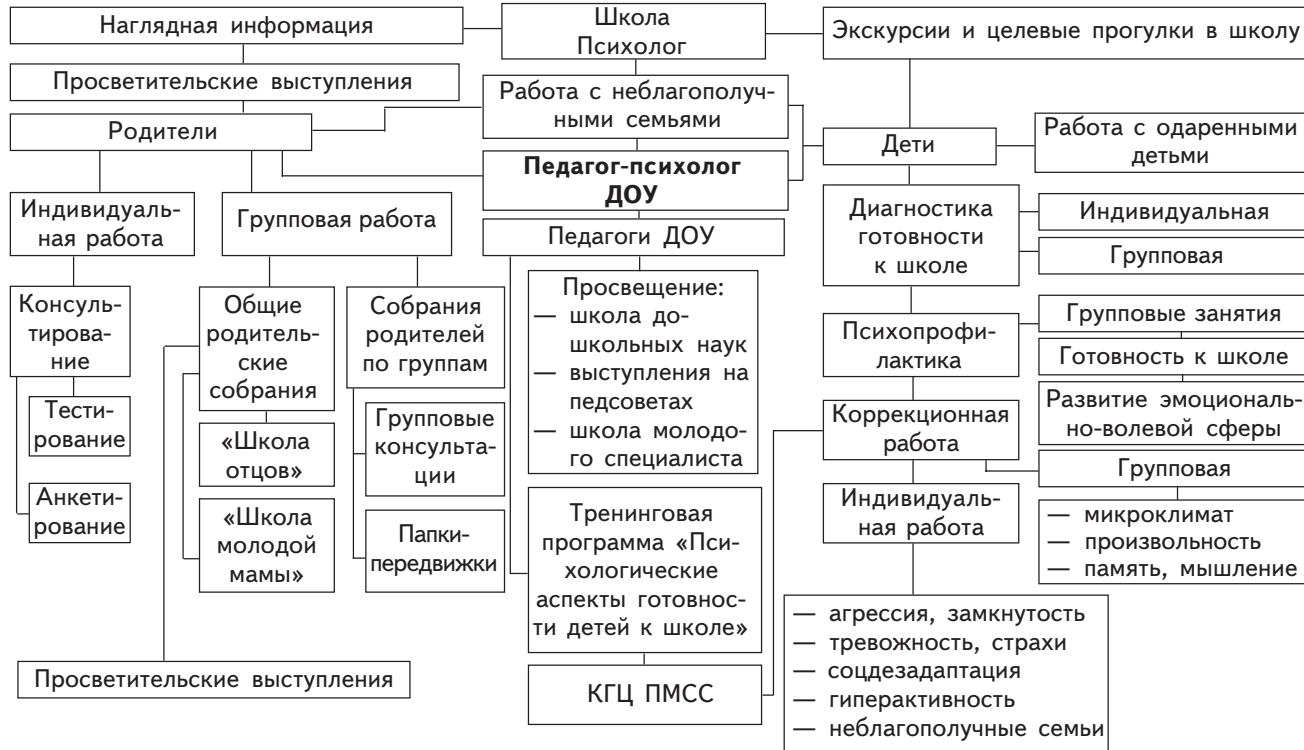 Наглядная информация
Школа
Психолог
Экскурсии и целевые прогулки в школу
Просветительские выступления
Работа с неблагополуч-
ными семьями
Родители
Дети
Работа с одаренными
детьми
Педагог-психолог
ДОУ
Индивидуаль-
ная работа
Групповая работа
Педагоги ДОУ
Диагностика
готовности
к школе
Индивидуальная
Групповая
Консуль-
тирова-
ние
Общие
родитель-
ские
собрания
Собрания
родителей
по группам
Просвещение:
— школа до-
школьных наук
— выступления на
педсоветах
— школа молодо-
го специалиста
Психопрофи-
лактика
Групповые занятия
Готовность к школе
Развитие эмоциональ-
но-волевой сферы
Тести-
рование
«Школа
отцов»
Групповые
консульта-
ции
Коррекционная
работа
Групповая
Анкети-
рование
«Школа
молодой
мамы»
Папки-
передвижки
Тренинговая
программа «Пси-
хологические
аспекты готовнос-
ти детей к школе»
Индивидуаль-
ная работа
— микроклимат
— произвольность
— память, мышление
Просветительские выступления
КГЦ ПМСС
— агрессия, замкнутость
— тревожность, страхи
— соцдезадаптация
— гиперактивность
— неблагополучные семьи